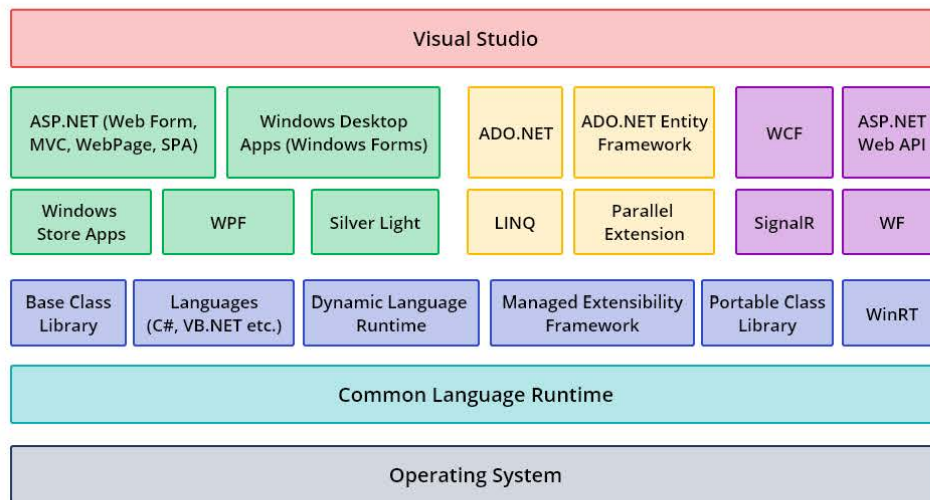 Visual Studio
ASP.NET (Web Form,
MVC, WebPage, SPA)
Windows Desktop
Apps (Windows Forms)
ADO.NET
ADO.NET Entity
Framework
WCF
ASP.NET
Web API
Windows
Store Apps
WPF
Silver Light
LINQ
Parallel
Extension
SignalR
WF
Base Class
Library
Languages
(C#, VB.NET etc.)
Dynamic Language
Runtime
Managed Extensibility
Framework
Portable Class
Library
WinRT
Common Language Runtime
Operating System